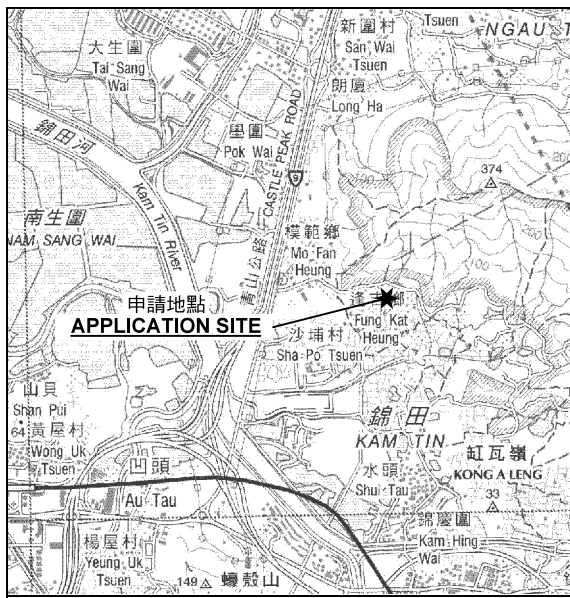 新圍村
San Wai
Tsuen
Tsuen
NGAU T
大生圍
Tai Sang
Wai
朗廈
Long Ha
錦田河
Kam Tin River
壆圍
Pok Wai
青山公路 CASTLE PEAK ROAD
9
374
200
100
南生圍
NAM SANG WAI
模範鄉
Mo Fan
Heung
申請地點
APPLICATION SITE
逢
鄉
Fung Kat
Heung
沙埔村
Sha Po Tsuen
山貝
Shan Pui
64
黃屋村
Wong Uk
Tsuen
凹頭
Au Tau
錦田
KAM TIN
水頭
Shui Tau
缸瓦嶺
KONG A LENG
33
錦慶圍
Kam Hing
Wai
楊屋村
Yeung Uk
Tsuen
149
蠔殼山